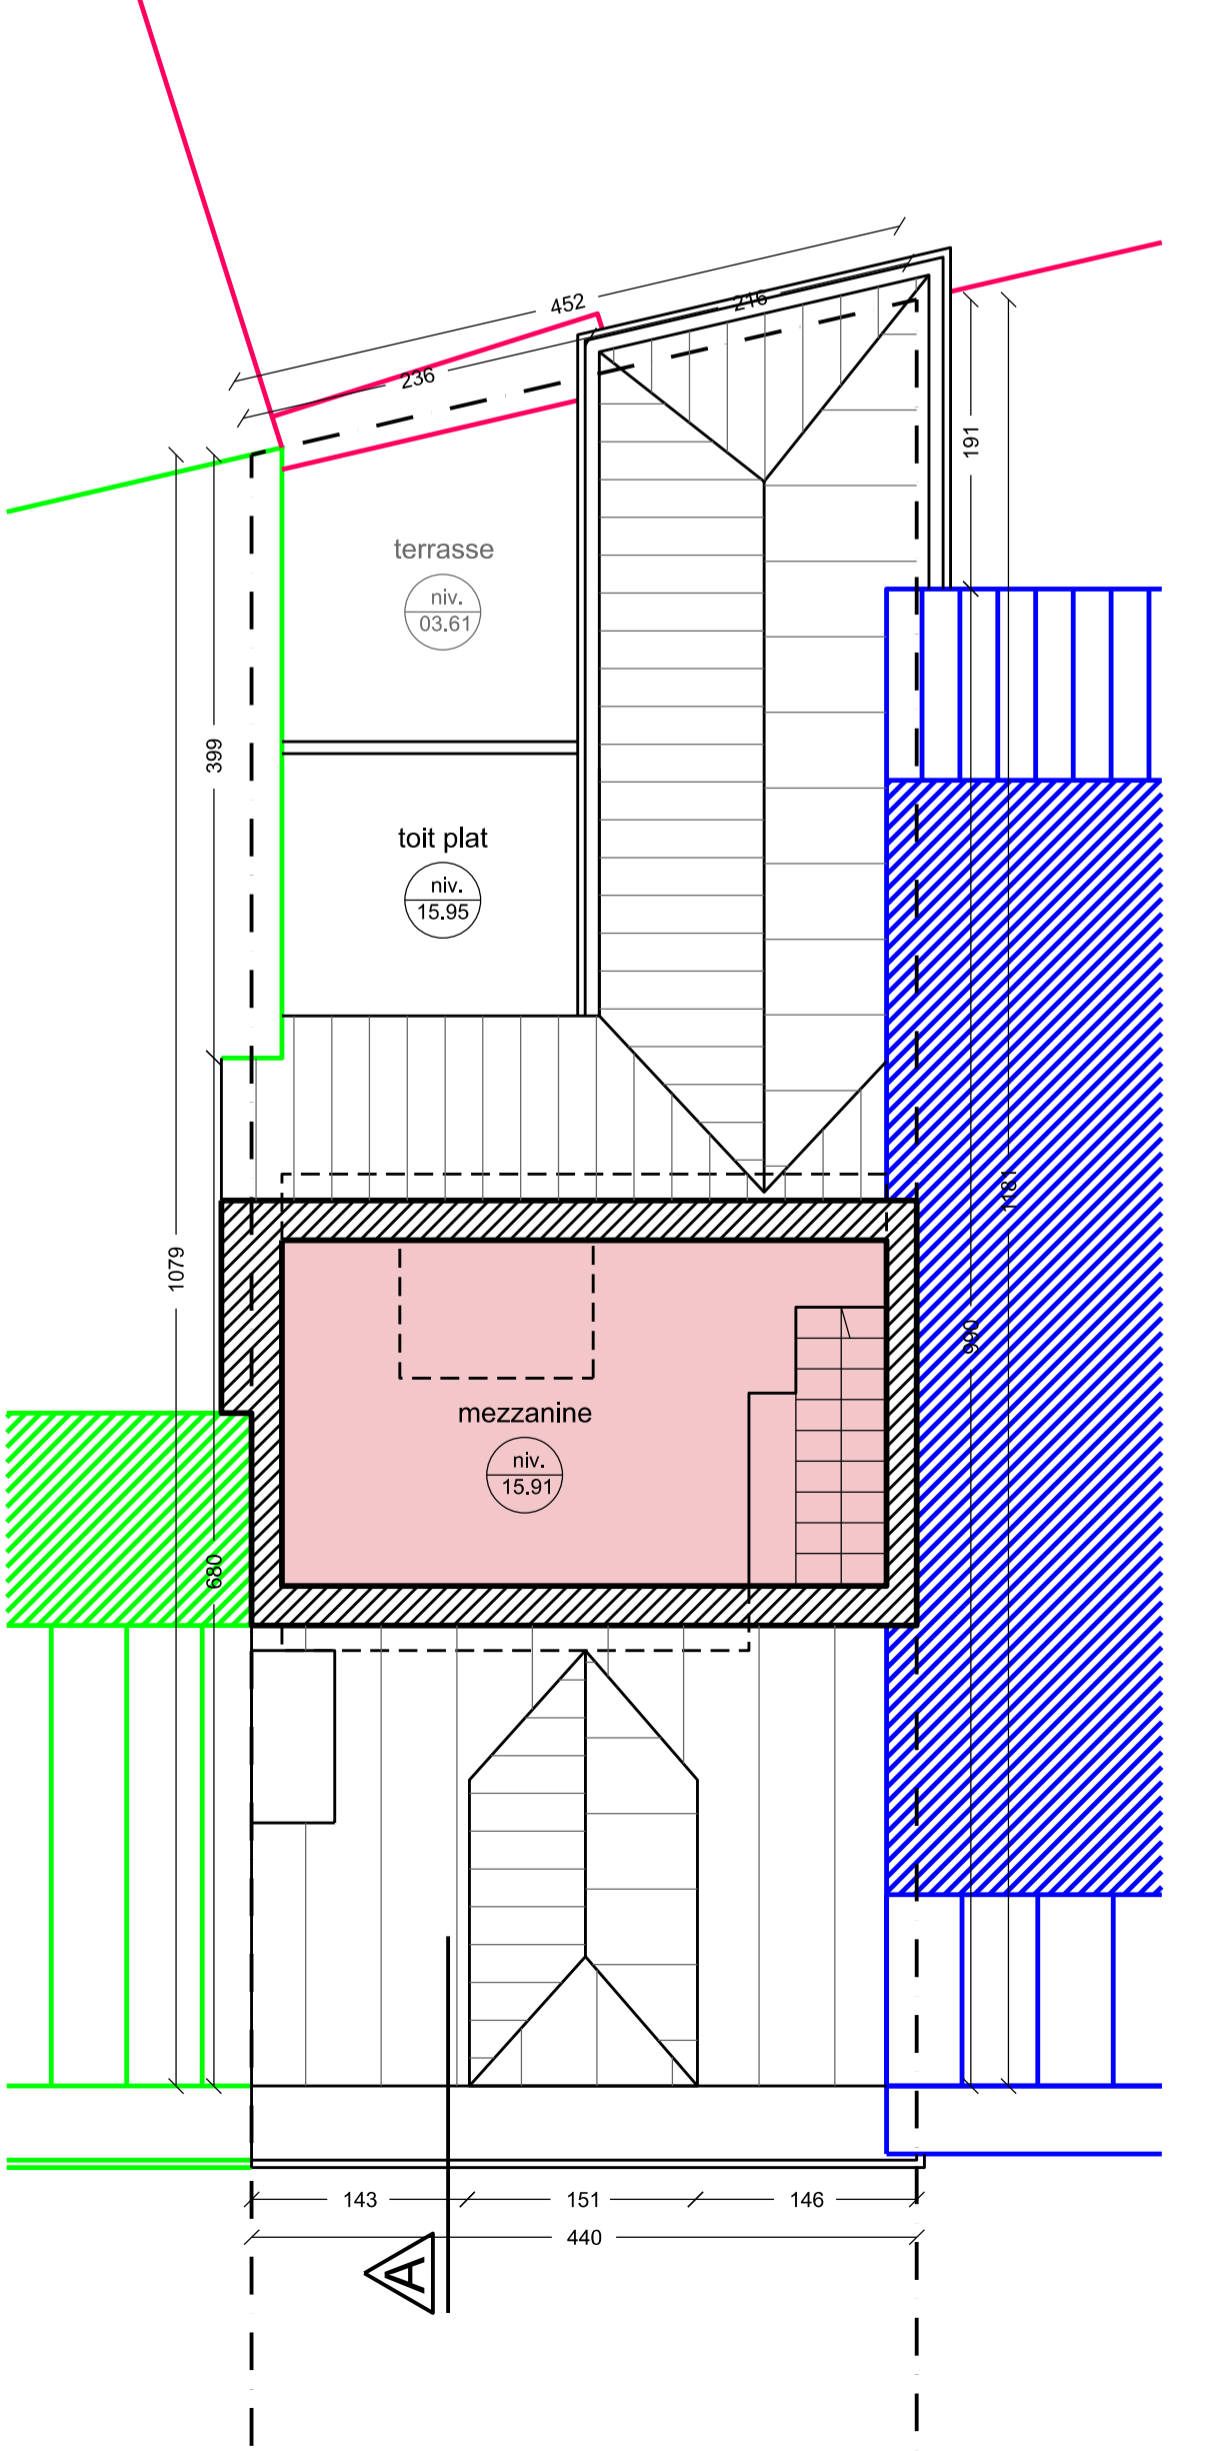 452
216
236
191
terrasse
niv.
03.61
399
toit plat
niv.
15.95
1181
1079
990
mezzanine
niv.
15.91
680
143
151
146
440
A